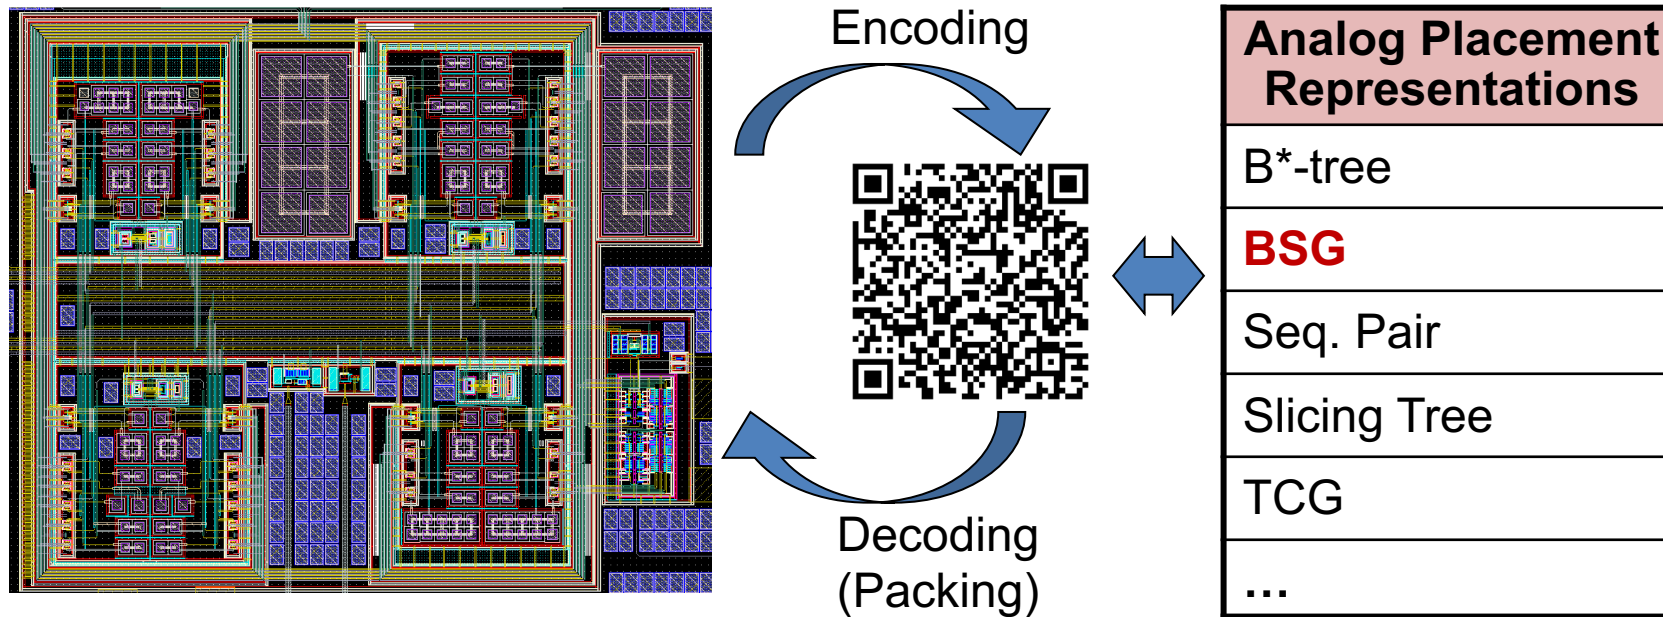 Encoding
Decoding
(Packing)
Analog Placement
Representations
B*-tree
BSG
Seq. Pair
Slicing Tree
TCG
...